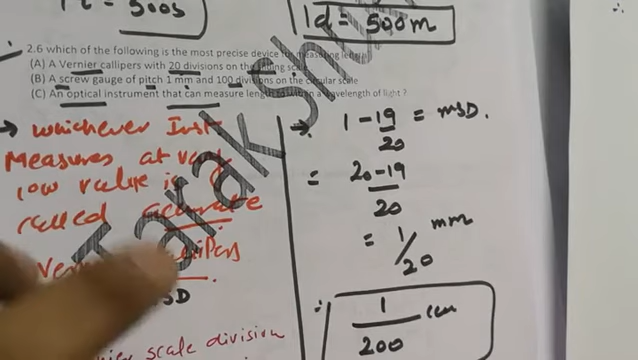 = 500s
1d = 500m
2.6 which of the following is the most precise device for measuring length
(A) A Vernier callipers with 20 divisions on the sliding scale
(B) A screw gauge of pitch 1 mm and 100 divisions on the circular scale
(C) An optical instrument that can measure length to within a wavelength of light ?
→ whichever Inst
Measures at very
low value is
called accurate
SD
scale division
→ 1 - 19/20 = MSD.
= 20-19/20
= 1/20 mm
∴ 1/200 cm
∴
Tarak